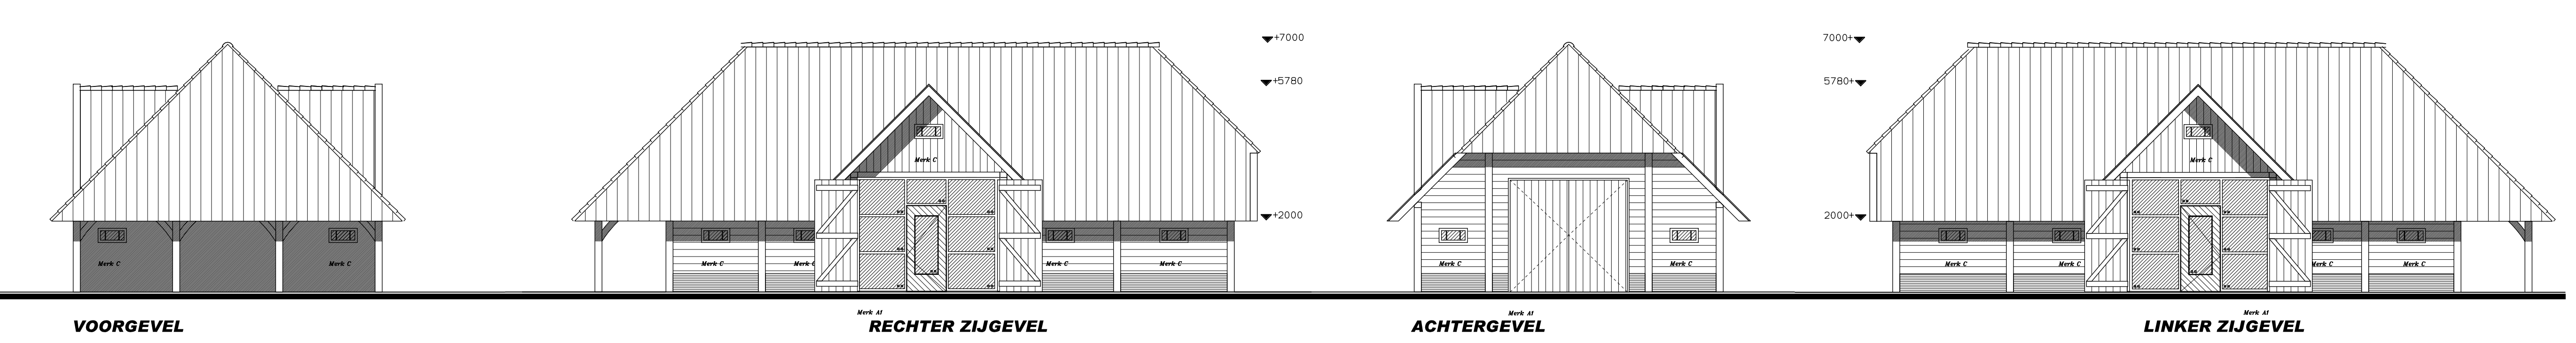 +7000
7000+
+5780
5780+
Merk C
Merk C
+2000
2000+
Merk C
Merk C
Merk C
Merk C
Merk C
Merk C
Merk C
Merk C
Merk C
Merk C
Merk C
Merk C
Merk A1
Merk A1
Merk A1
VOORGEVEL
RECHTER ZIJGEVEL
ACHTERGEVEL
LINKER ZIJGEVEL